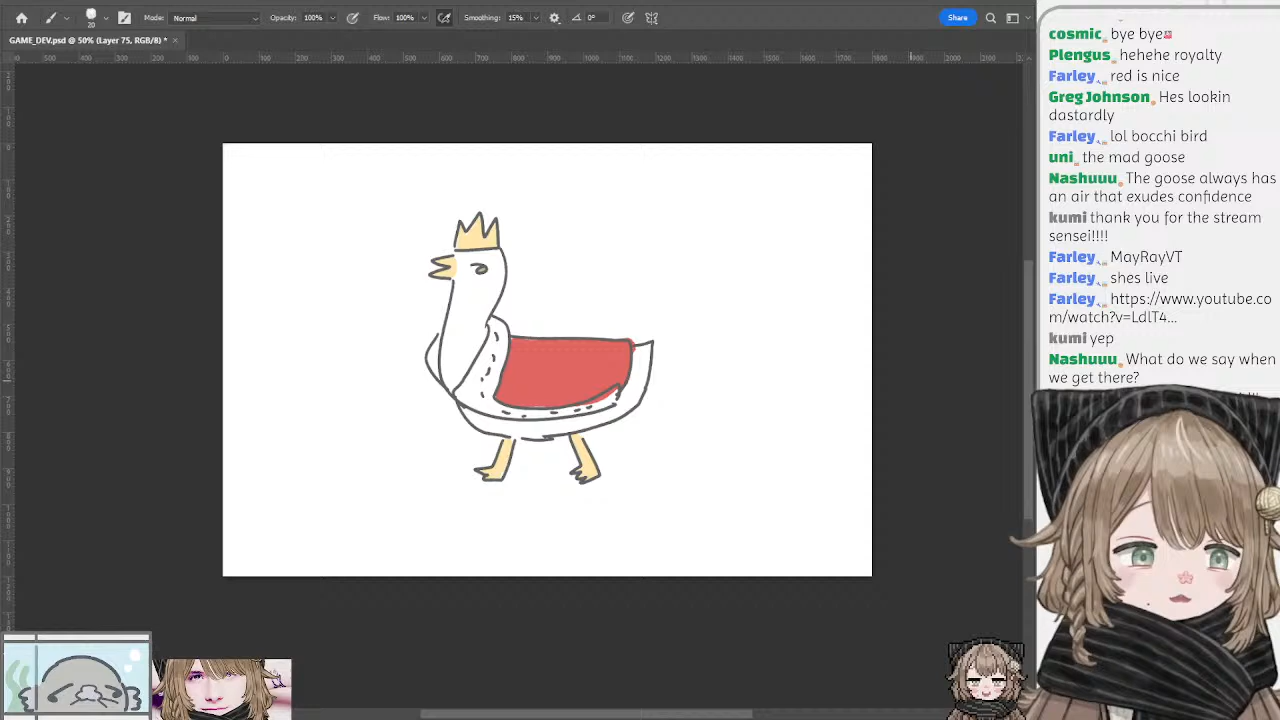 20
Mode: Normal
Opacity: 100%
Flow: 100%
Smoothing: 15%
0°
Share
GAME_DEV.psd @ 50% (Layer 75, RGB/8) *
cosmic bye bye
Plengus hehehe royalty
Farley red is nice
Greg Johnson Hes lookin
dastardly
Farley lol bocchi bird
uni the mad goose
Nashuuu The goose always has
an air that exudes confidence
kumi thank you for the stream
sensei!!!!
Farley MayRayVT
Farley shes live
Farley https://www.youtube.co
m/watch?v=LdlT4...
kumi yep
Nashuuu What do we say when
we get there?